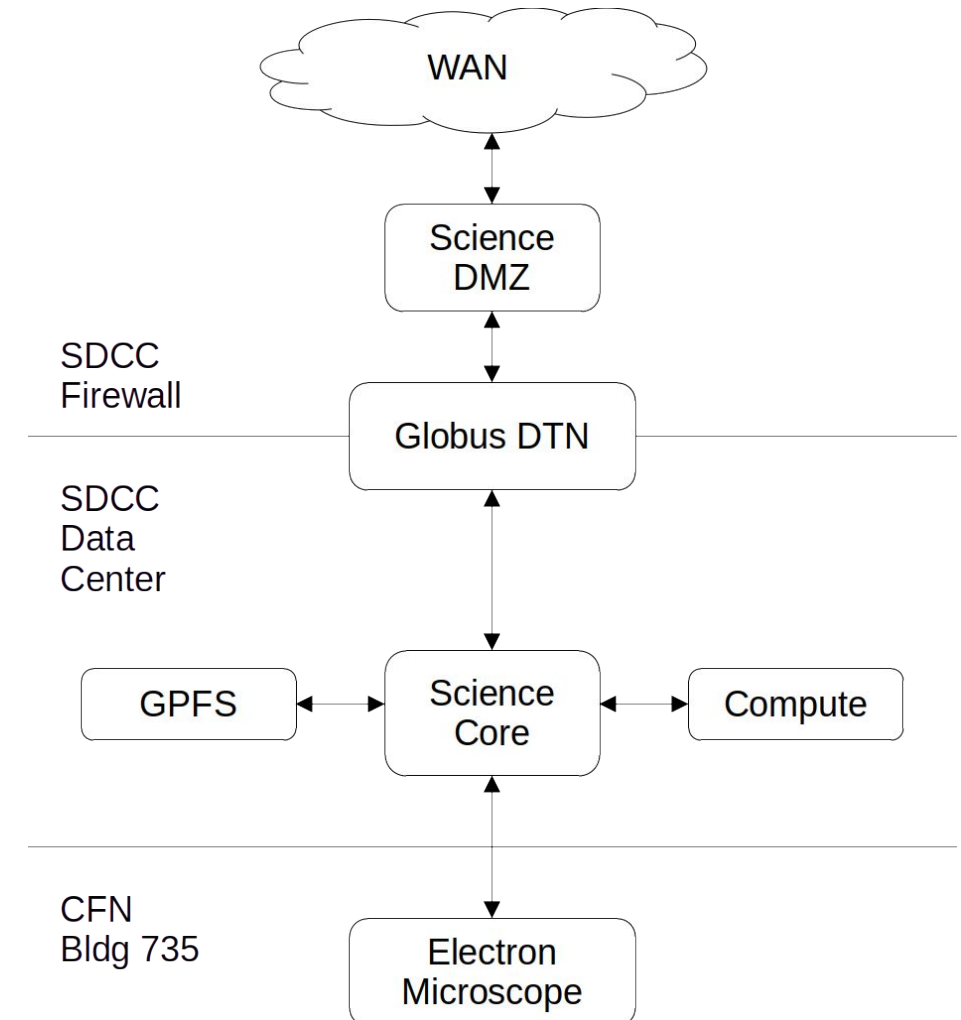 WAN
Science
DMZ
SDCC
Firewall
Globus DTN
SDCC
Data
Center
GPFS
Science
Core
Compute
CFN
Bldg 735
Electron
Microscope